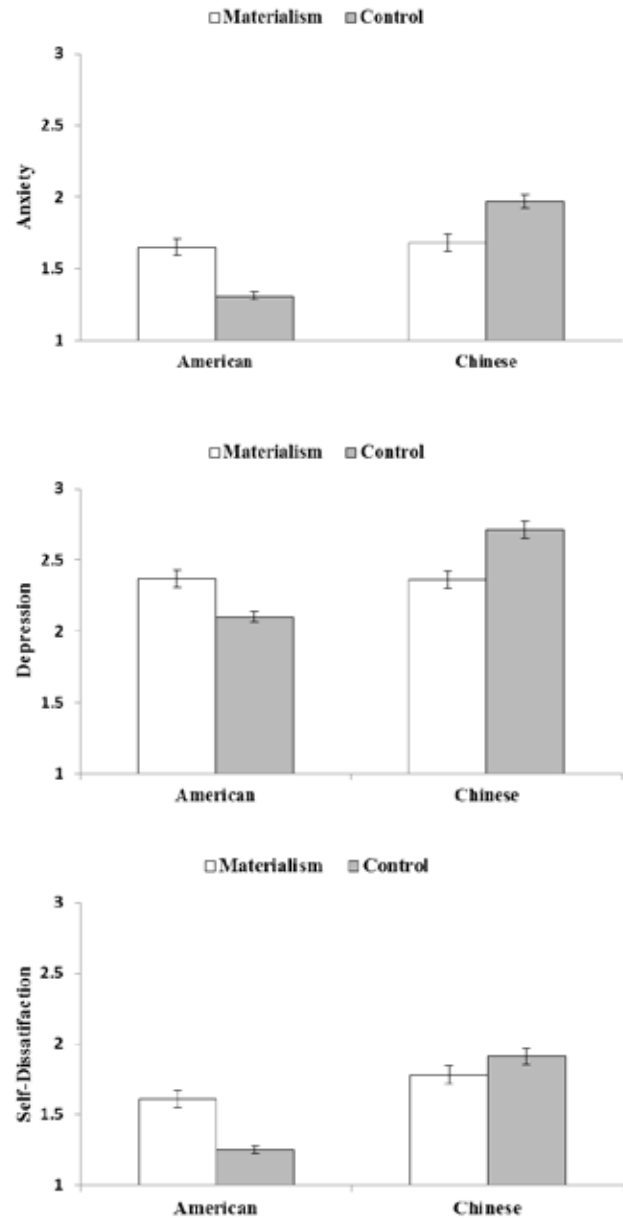 Materialism Control
3
2.5
2
1.5
1
Anxiety
American Chinese
Materialism Control
3
2.5
2
1.5
1
Depression
American Chinese
Materialism Control
3
2.5
2
1.5
1
Self-Dissatifaction
American Chinese